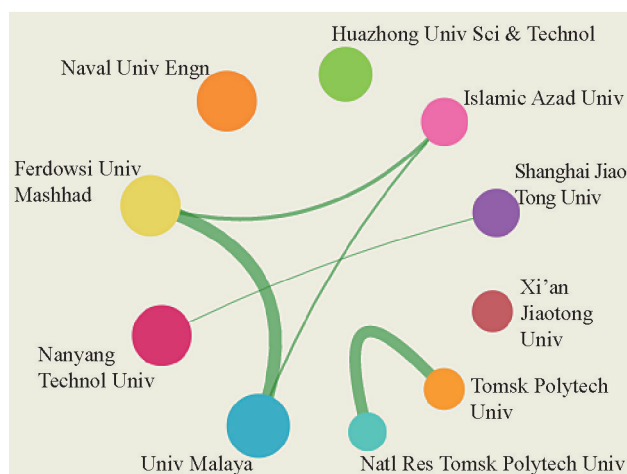 Huazhong Univ Sci & Technol
Naval Univ Engn
Islamic Azad Univ
Ferdowsi Univ
Mashhad
Shanghai Jiao
Tong Univ
Xi’an
Jiaotong
Univ
Nanyang
Technol Univ
Tomsk Polytech
Univ
Univ Malaya
Natl Res Tomsk Polytech Univ